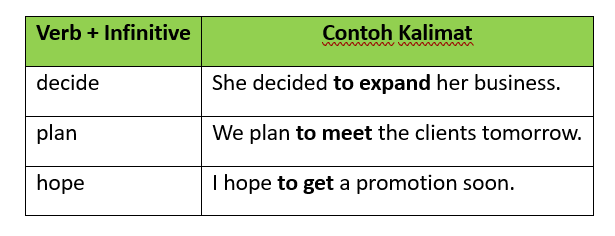 Verb + Infinitive Contoh Kalimat
decide She decided to expand her business.
plan We plan to meet the clients tomorrow.
hope I hope to get a promotion soon.